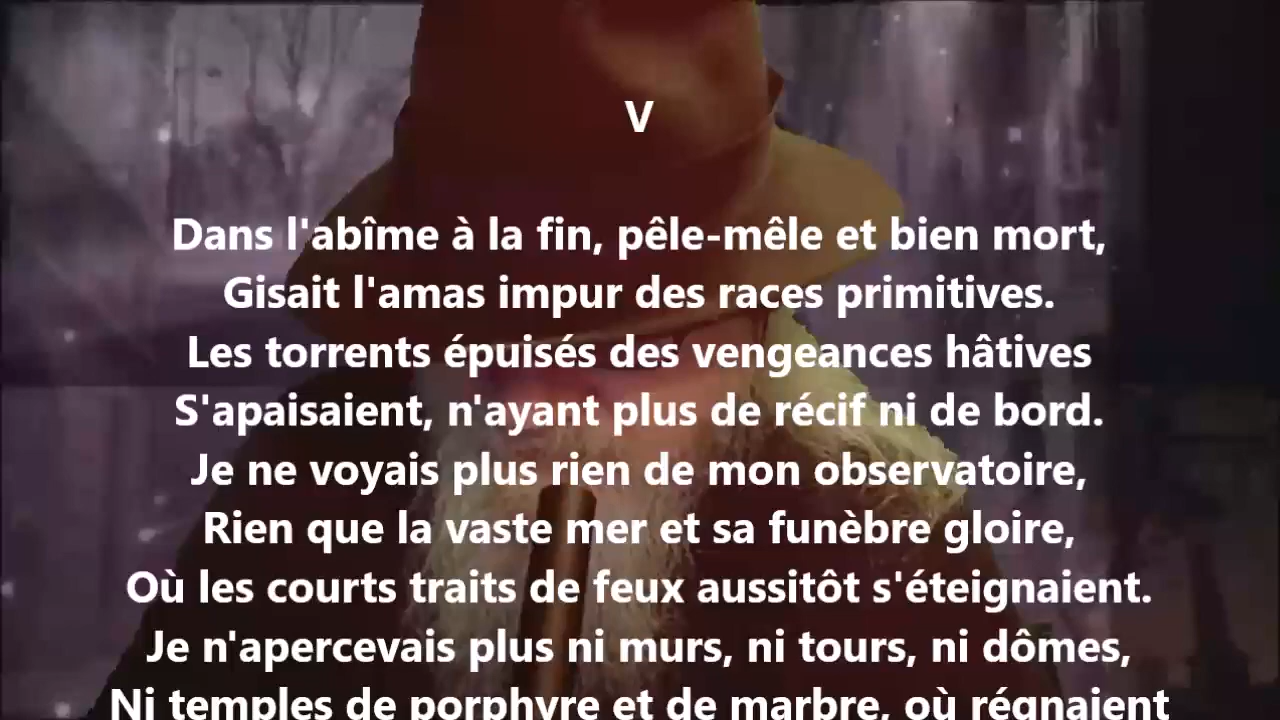 V
Dans l'abîme à la fin, pêle-mêle et bien mort,
Gisait l'amas impur des races primitives.
Les torrents épuisés des vengeances hâtives
S'apaisaient, n'ayant plus de récif ni de bord.
Je ne voyais plus rien de mon observatoire,
Rien que la vaste mer et sa funèbre gloire,
Où les courts traits de feux aussitôt s'éteignaient.
Je n'apercevais plus ni murs, ni tours, ni dômes,
Ni temples de porphyre et de marbre, où régnaient